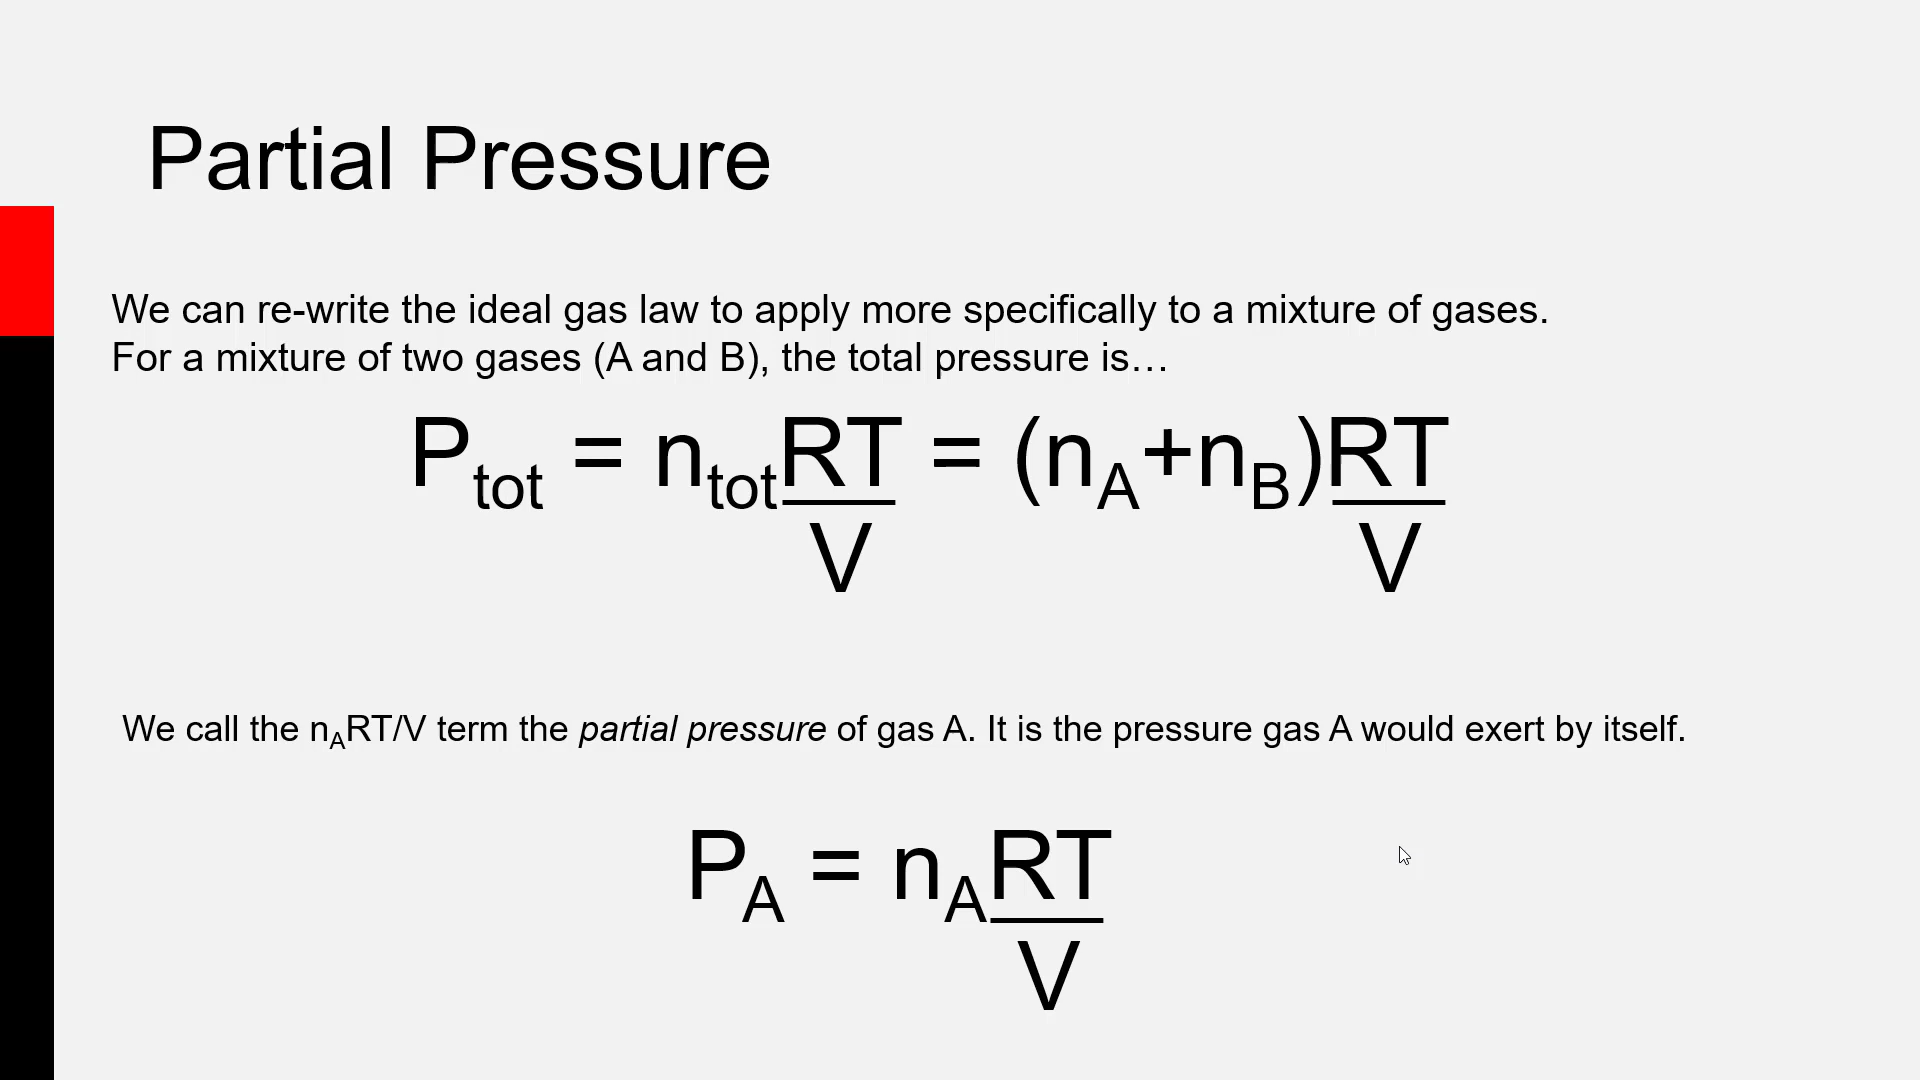 Partial Pressure
We can re-write the ideal gas law to apply more specifically to a mixture of gases.
For a mixture of two gases (A and B), the total pressure is…
Ptot = ntotRT = (nA+nB)RT
V V
We call the nART/V term the partial pressure of gas A. It is the pressure gas A would exert by itself.
PA = nART
V